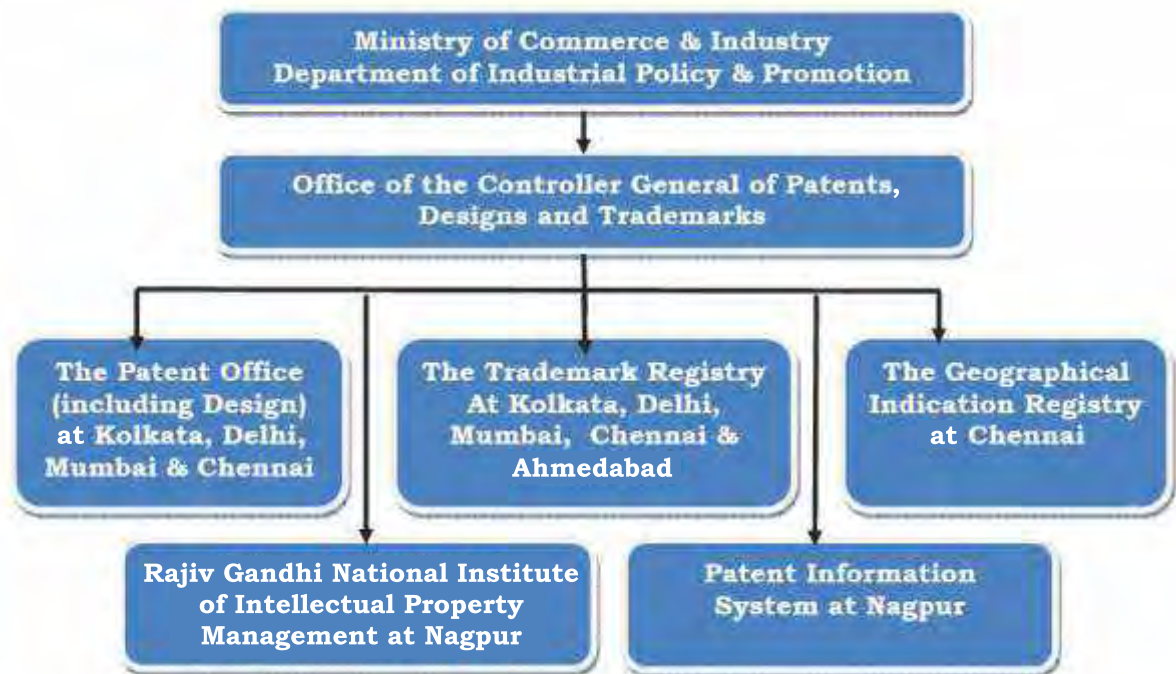 Ministry of Commerce & Industry
Department of Industrial Policy & Promotion
Office of the Controller General of Patents,
Designs and Trademarks
The Patent Office
(including Design)
at Kolkata, Delhi,
Mumbai & Chennai
The Trademark Registry
At Kolkata, Delhi,
Mumbai, Chennai &
Ahmedabad
The Geographical
Indication Registry
at Chennai
Rajiv Gandhi National Institute
of Intellectual Property
Management at Nagpur
Patent Information
System at Nagpur